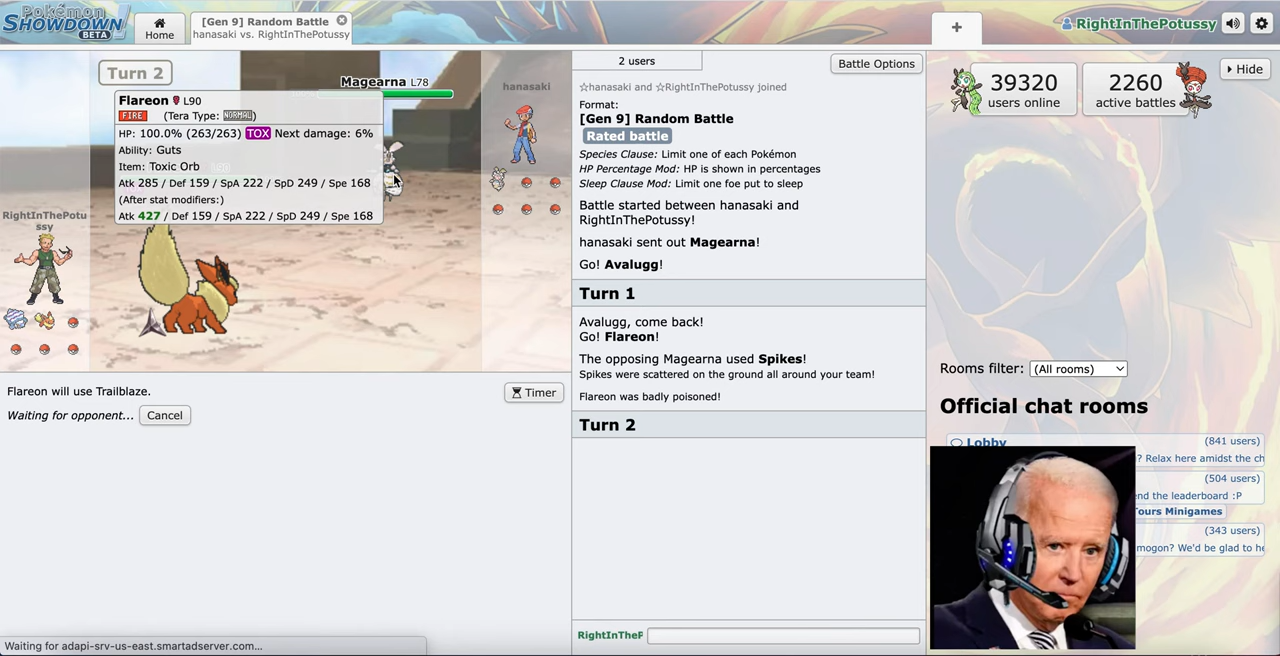 Pokémon
SHOWDOWN!
BETA
Home
[Gen 9] Random Battle
hanasaki vs. RightInThePotussy
+
RightInThePotussy
Turn 2
Magearna L78
Flareon L90
FIRE (Tera Type: NORMAL)
HP: 100.0% (263/263) TOX Next damage: 6%
Ability: Guts
Item: Toxic Orb
Atk 285 / Def 159 / SpA 222 / SpD 249 / Spe 168
(After stat modifiers:)
Atk 427 / Def 159 / SpA 222 / SpD 249 / Spe 168
RightInThePotu
ssy
hanasaki
Flareon will use Trailblaze.
Waiting for opponent... Cancel
Timer
Waiting for adapi-srv-us-east.smartadserver.com...
2 users
Battle Options
☆hanasaki and ☆RightInThePotussy joined
Format:
[Gen 9] Random Battle
Rated battle
Species Clause: Limit one of each Pokémon
HP Percentage Mod: HP is shown in percentages
Sleep Clause Mod: Limit one foe put to sleep
Battle started between hanasaki and
RightInThePotussy!
hanasaki sent out Magearna!
Go! Avalugg!
Turn 1
Avalugg, come back!
Go! Flareon!
The opposing Magearna used Spikes!
Spikes were scattered on the ground all around your team!
Flareon was badly poisoned!
Turn 2
RightInTheP
39320
users online
2260
active battles
Hide
Rooms filter: (All rooms)
Official chat rooms
Lobby
(841 users)
? Relax here amidst the ch
(504 users)
end the leaderboard :P
Tours Minigames
(343 users)
mogon? We'd be glad to he